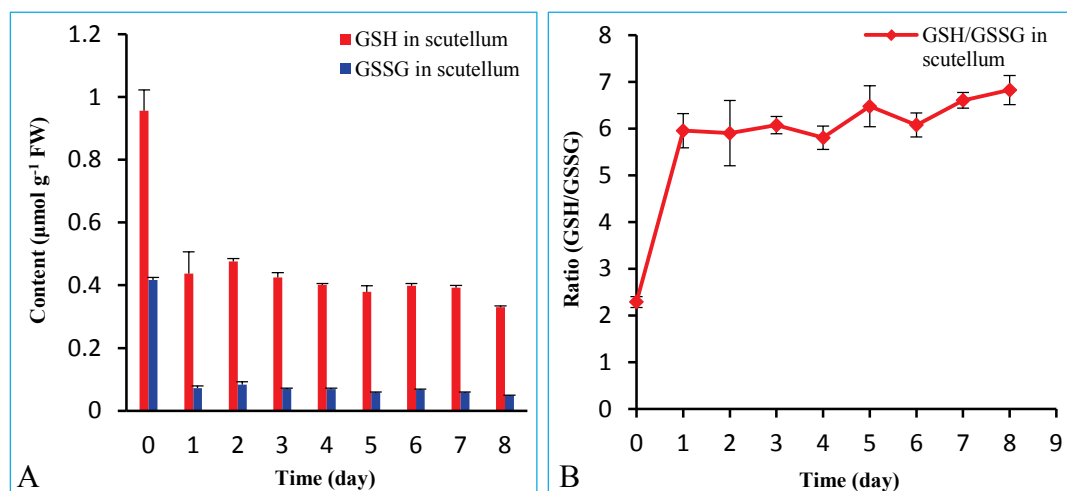 GSH in scutellum
GSSG in scutellum
Content (µmol g⁻¹ FW)
1.2
1
0.8
0.6
0.4
0.2
0
0 1 2 3 4 5 6 7 8
Time (day)
A
GSH/GSSG in
scutellum
Ratio (GSH/GSSG)
8
7
6
5
4
3
2
1
0
0 1 2 3 4 5 6 7 8 9
Time (day)
B